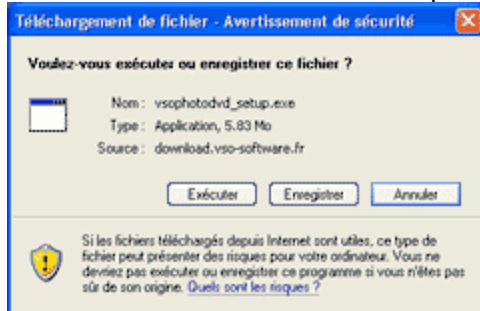 Téléchargement de fichier - Avertissement de sécurité
Voulez-vous exécuter ou enregistrer ce fichier ?
Nom : vsophotodvd_setup.exe
Type : Application, 5.83 Mo
Source : download.vso-software.fr
Exécuter Enregistrer Annuler
Si les fichiers téléchargés depuis Internet sont utiles, ce type de
fichier peut présenter des risques pour votre ordinateur. Vous ne
devriez pas exécuter ou enregistrer ce programme si vous n'êtes pas
sûr de son origine. Quels sont les risques ?